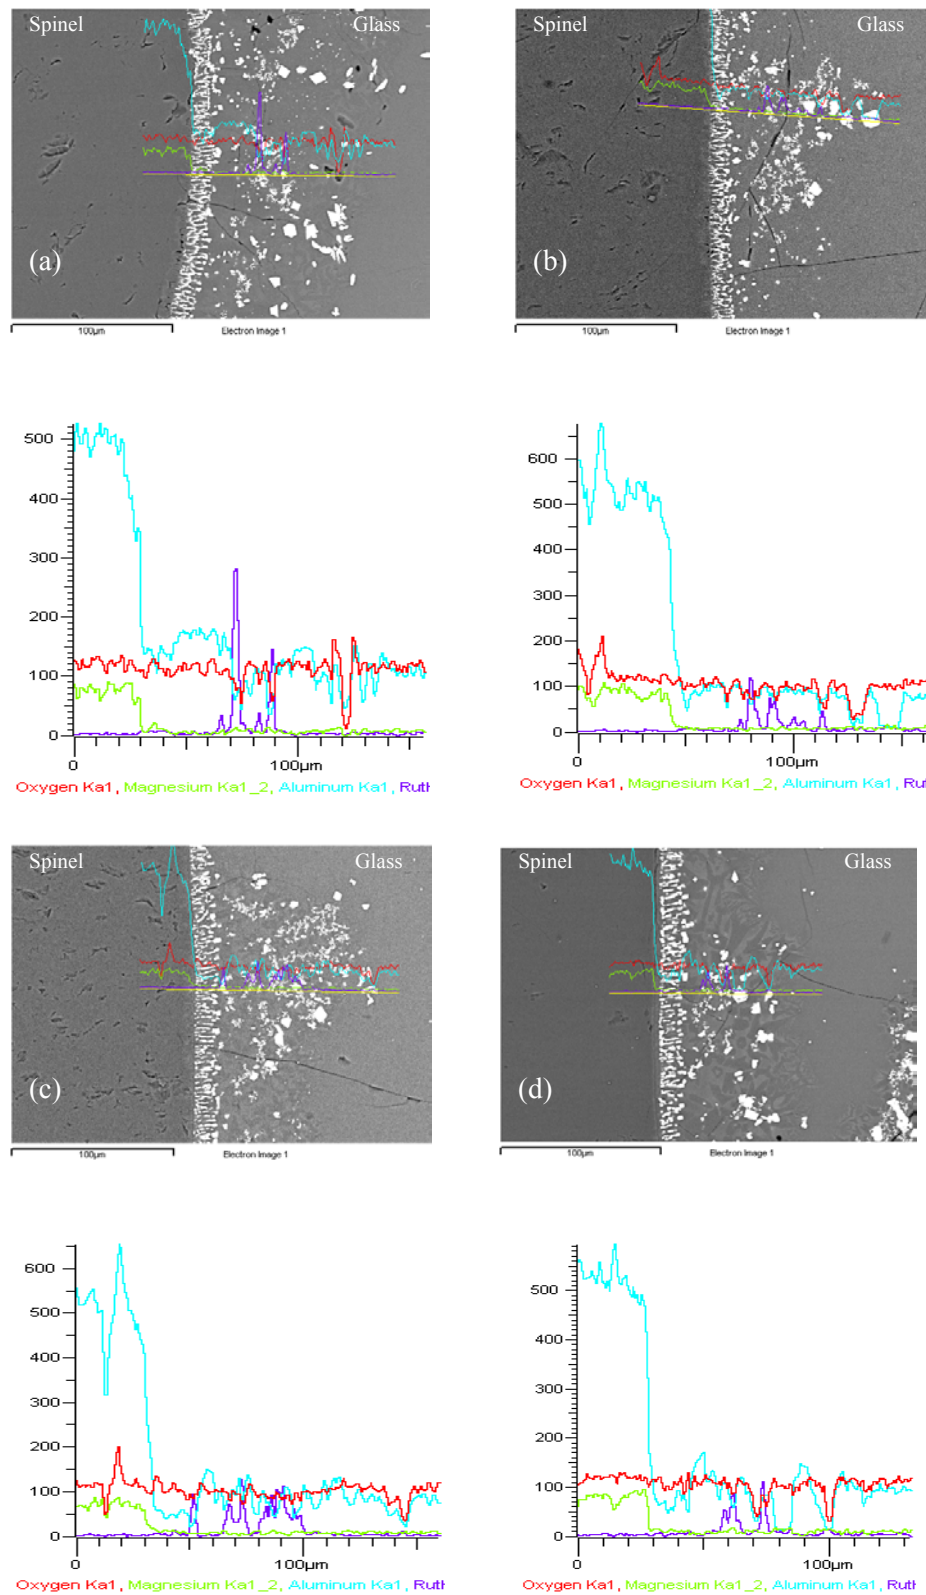 Spinel Glass
(a)
100μm Electron Image 1
Spinel Glass
(b)
100μm Electron Image 1
500
400
300
200
100
0
0 100μm
Oxygen Ka1, Magnesium Ka1_2, Aluminum Ka1, Ruth
600
500
400
300
200
100
0
0 100μm
Oxygen Ka1, Magnesium Ka1_2, Aluminum Ka1, Ru
Spinel Glass
(c)
100μm Electron Image 1
Spinel Glass
(d)
100μm Electron Image 1
600
500
400
300
200
100
0
0 100μm
Oxygen Ka1, Magnesium Ka1_2, Aluminum Ka1, Ruth
500
400
300
200
100
0
0 100μm
Oxygen Ka1, Magnesium Ka1_2, Aluminum Ka1, Ru